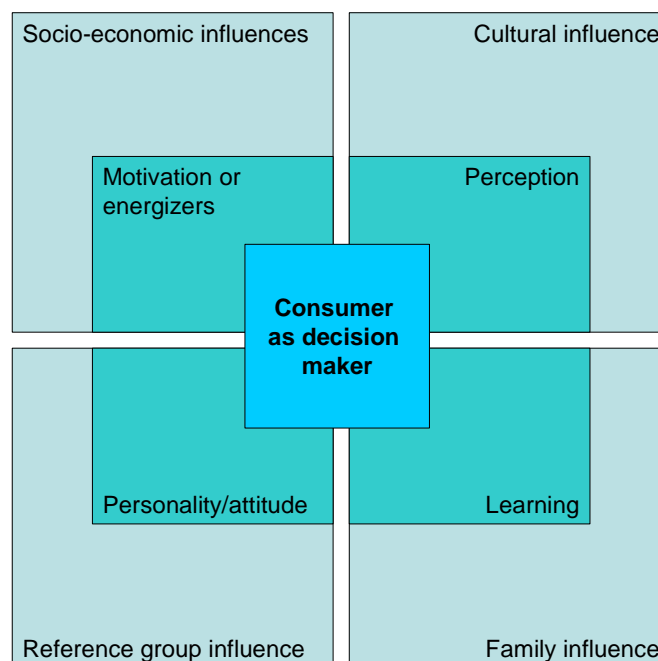 Socio-economic influences
Cultural influence
Motivation or
energizers
Perception
Consumer
as decision
maker
Personality/attitude
Learning
Reference group influence
Family influence